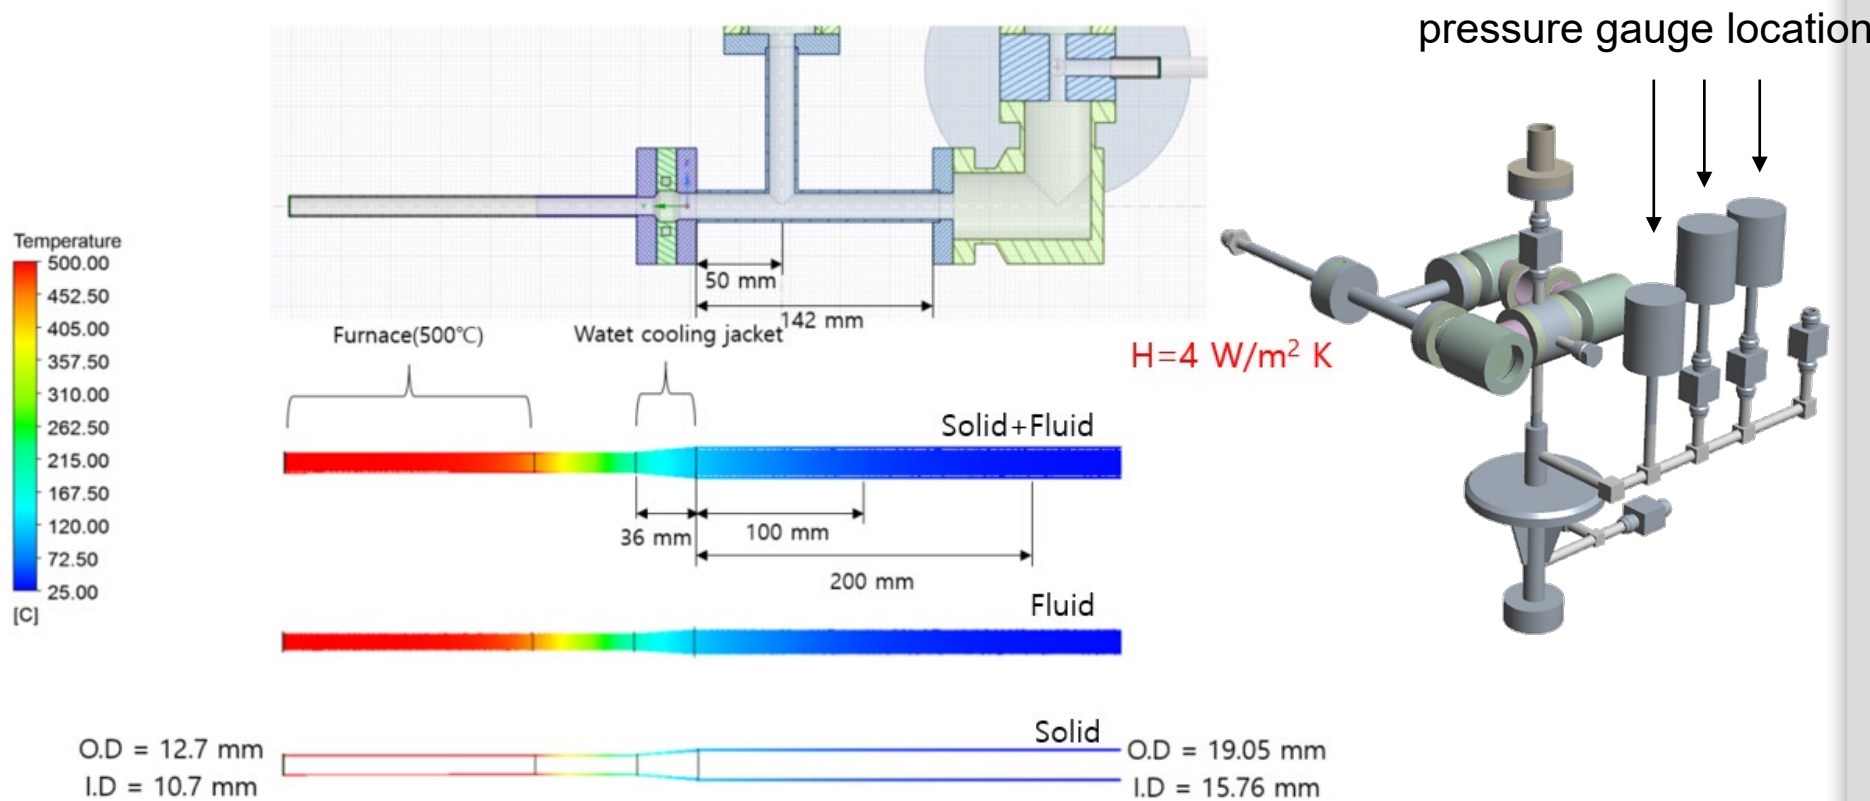 pressure gauge location
50 mm
142 mm
Temperature
500.00
452.50
405.00
357.50
310.00
262.50
215.00
167.50
120.00
72.50
25.00
[C]
Furnace(500℃)
Watet cooling jacket
H=4 W/m² K
Solid+Fluid
36 mm
100 mm
200 mm
Fluid
Solid
O.D = 12.7 mm
I.D = 10.7 mm
O.D = 19.05 mm
I.D = 15.76 mm